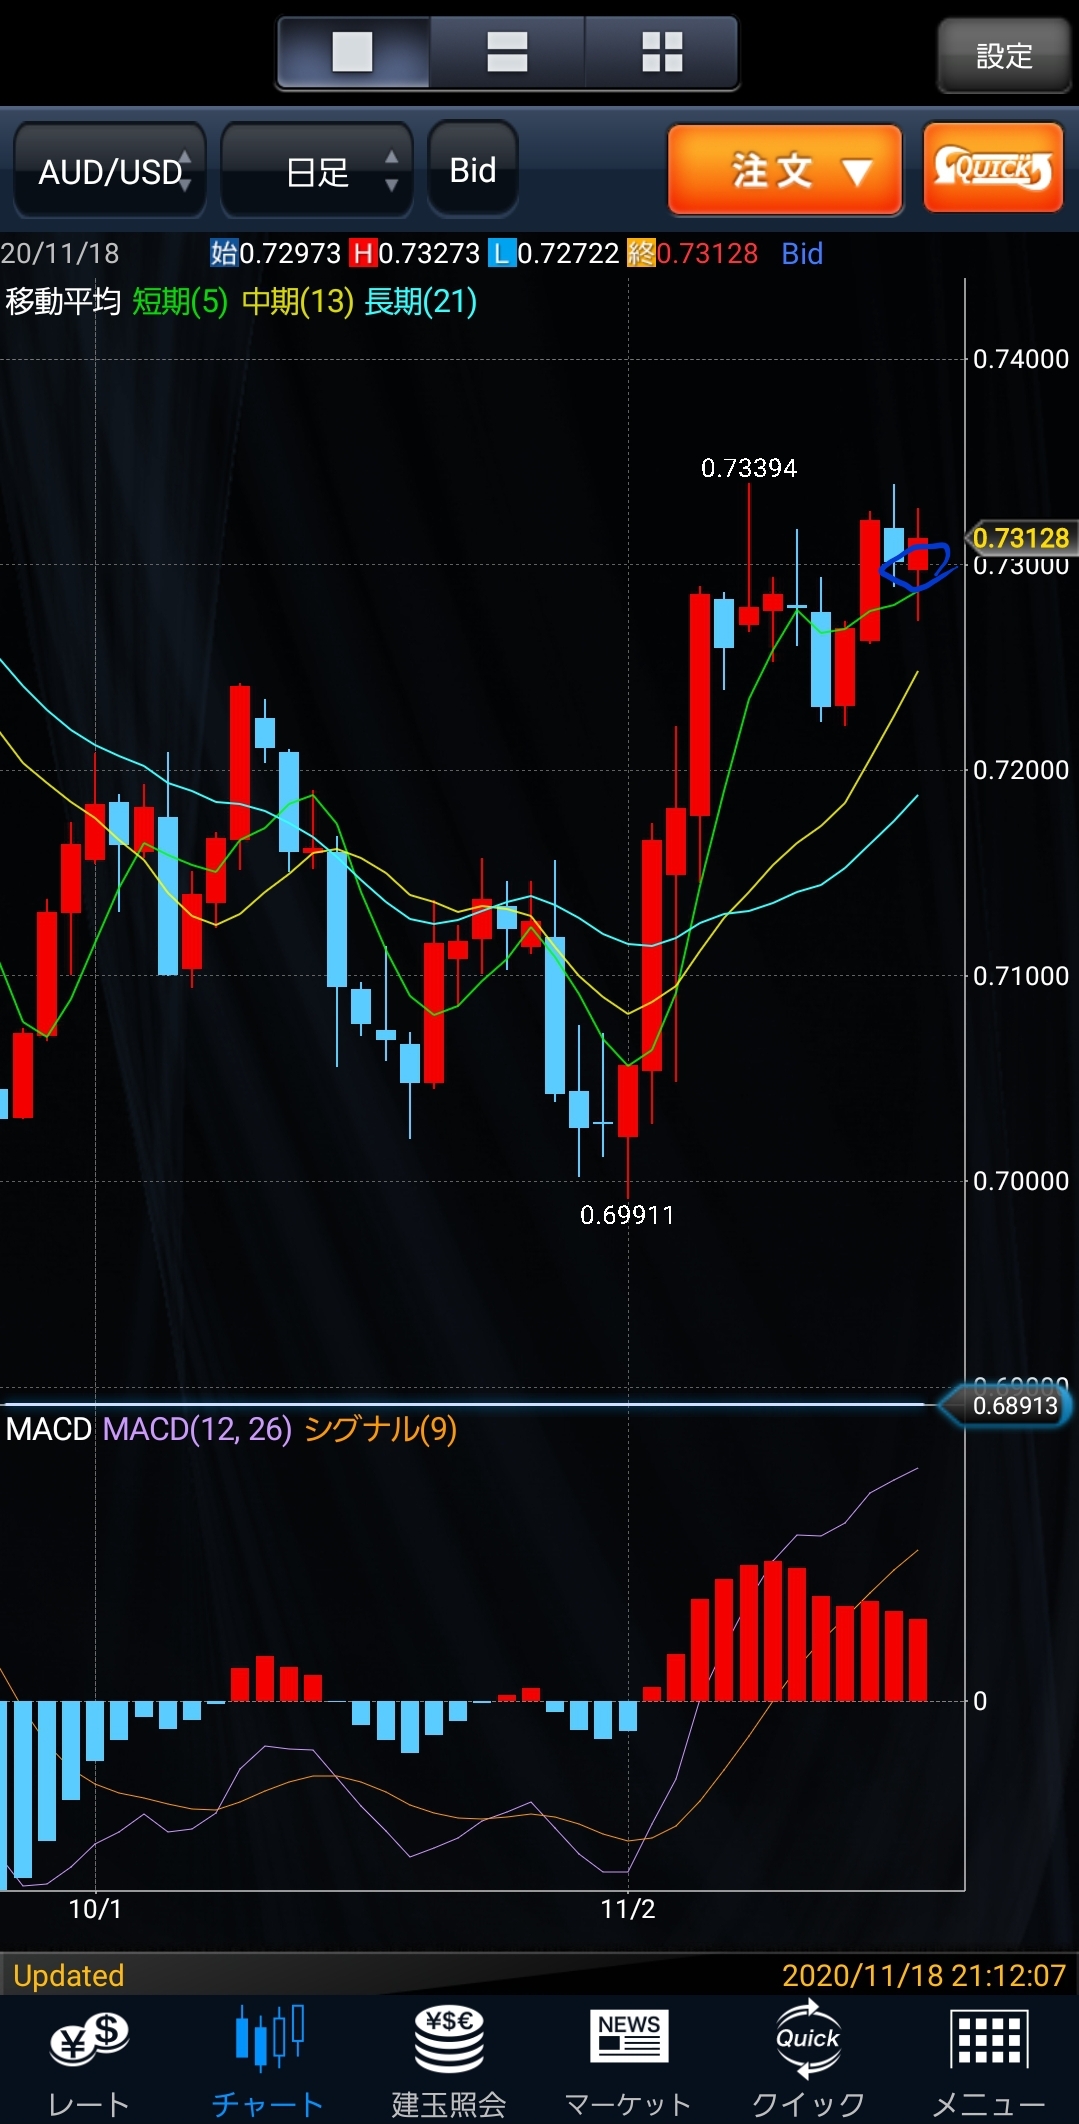 設定
AUD/USD 日足 Bid 注文 ▼ QUICK
20/11/18 始0.72973 H0.73273 L0.72722 終0.73128 Bid
移動平均 短期(5) 中期(13) 長期(21)
0.74000
0.73394
0.73128
0.73000
0.72000
0.71000
0.70000
0.69911
0.69000
0.68913
MACD MACD(12, 26) シグナル(9)
0
10/1 11/2
Updated 2020/11/18 21:12:07
¥ $ ¥$€ NEWS Quick
レート チャート 建玉照会 マーケット クイック メニュー